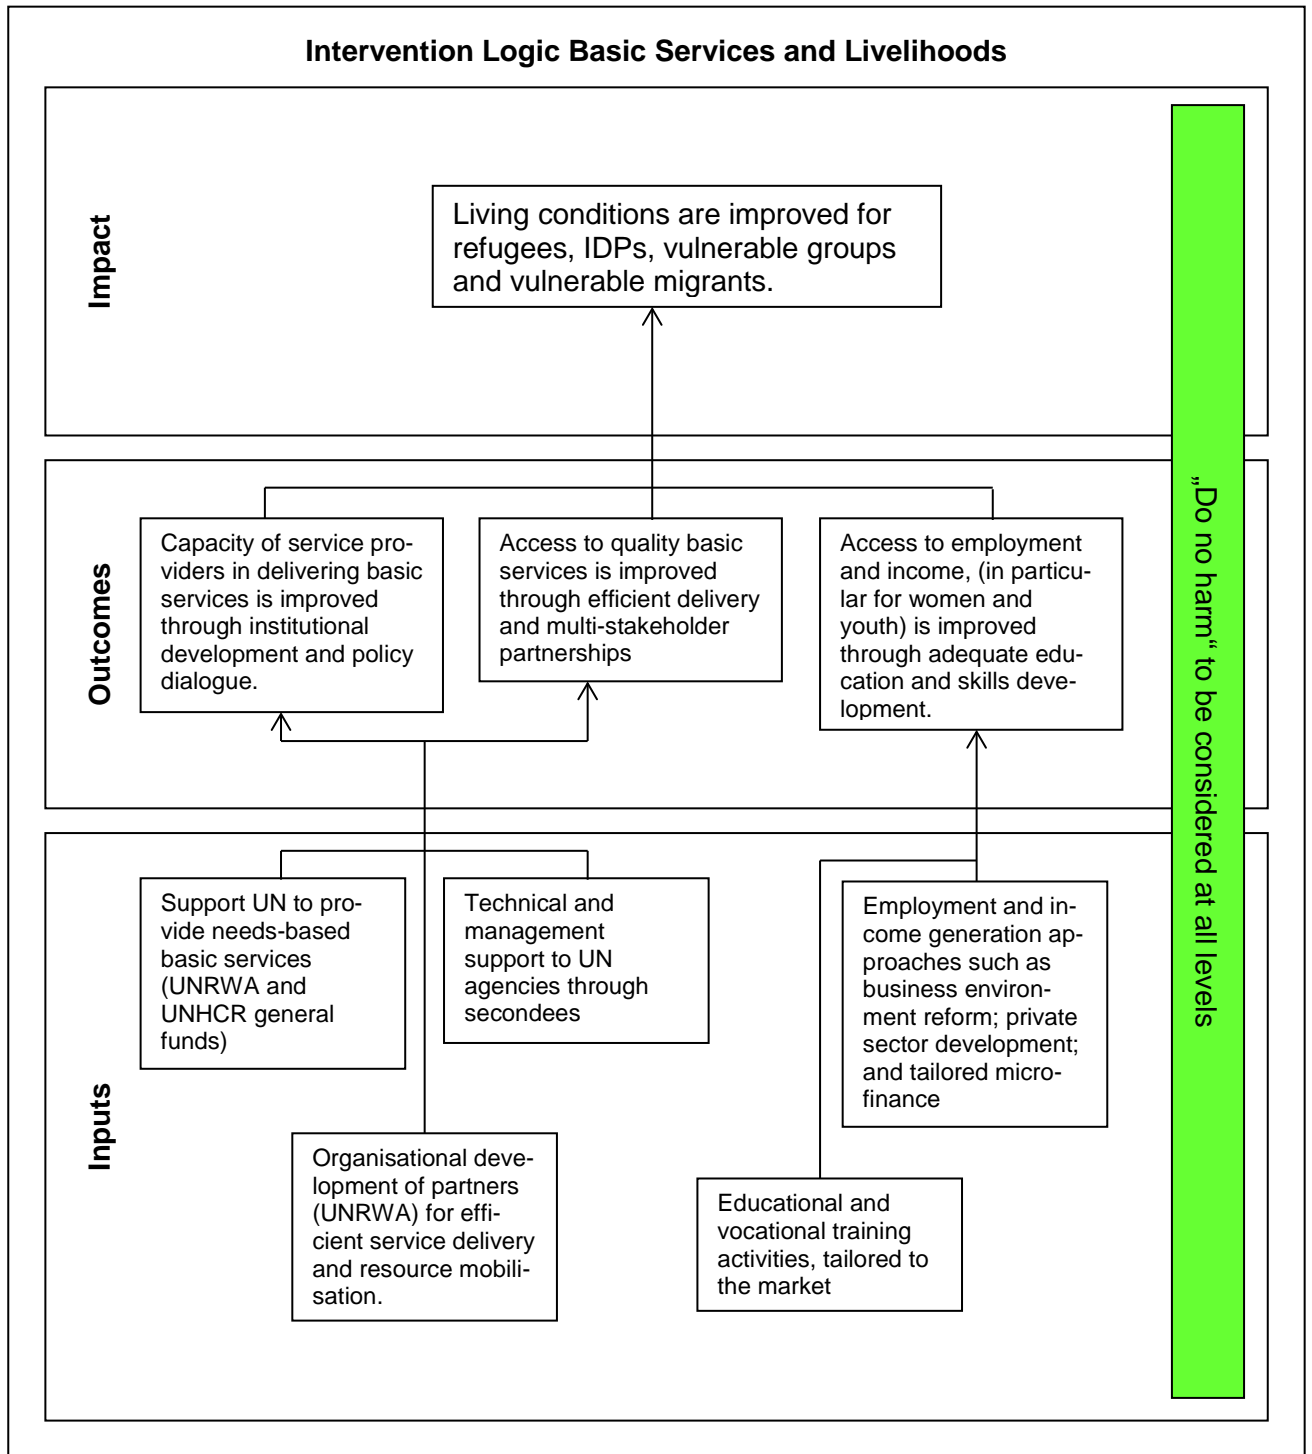 Intervention Logic Basic Services and Livelihoods
Impact
Living conditions are improved for
refugees, IDPs, vulnerable groups
and vulnerable migrants.
Outcomes
Capacity of service pro-
viders in delivering basic
services is improved
through institutional
development and policy
dialogue.
Access to quality basic
services is improved
through efficient delivery
and multi-stakeholder
partnerships
Access to employment
and income, (in particu-
lar for women and
youth) is improved
through adequate edu-
cation and skills deve-
lopment.
Inputs
Support UN to pro-
vide needs-based
basic services
(UNRWA and
UNHCR general
funds)
Technical and
management
support to UN
agencies through
secondees
Employment and in-
come generation ap-
proaches such as
business environ-
ment reform; private
sector development;
and tailored micro-
finance
Organisational deve-
lopment of partners
(UNRWA) for effi-
cient service delivery
and resource mobili-
sation.
Educational and
vocational training
activities, tailored to
the market
„Do no harm“ to be considered at all levels